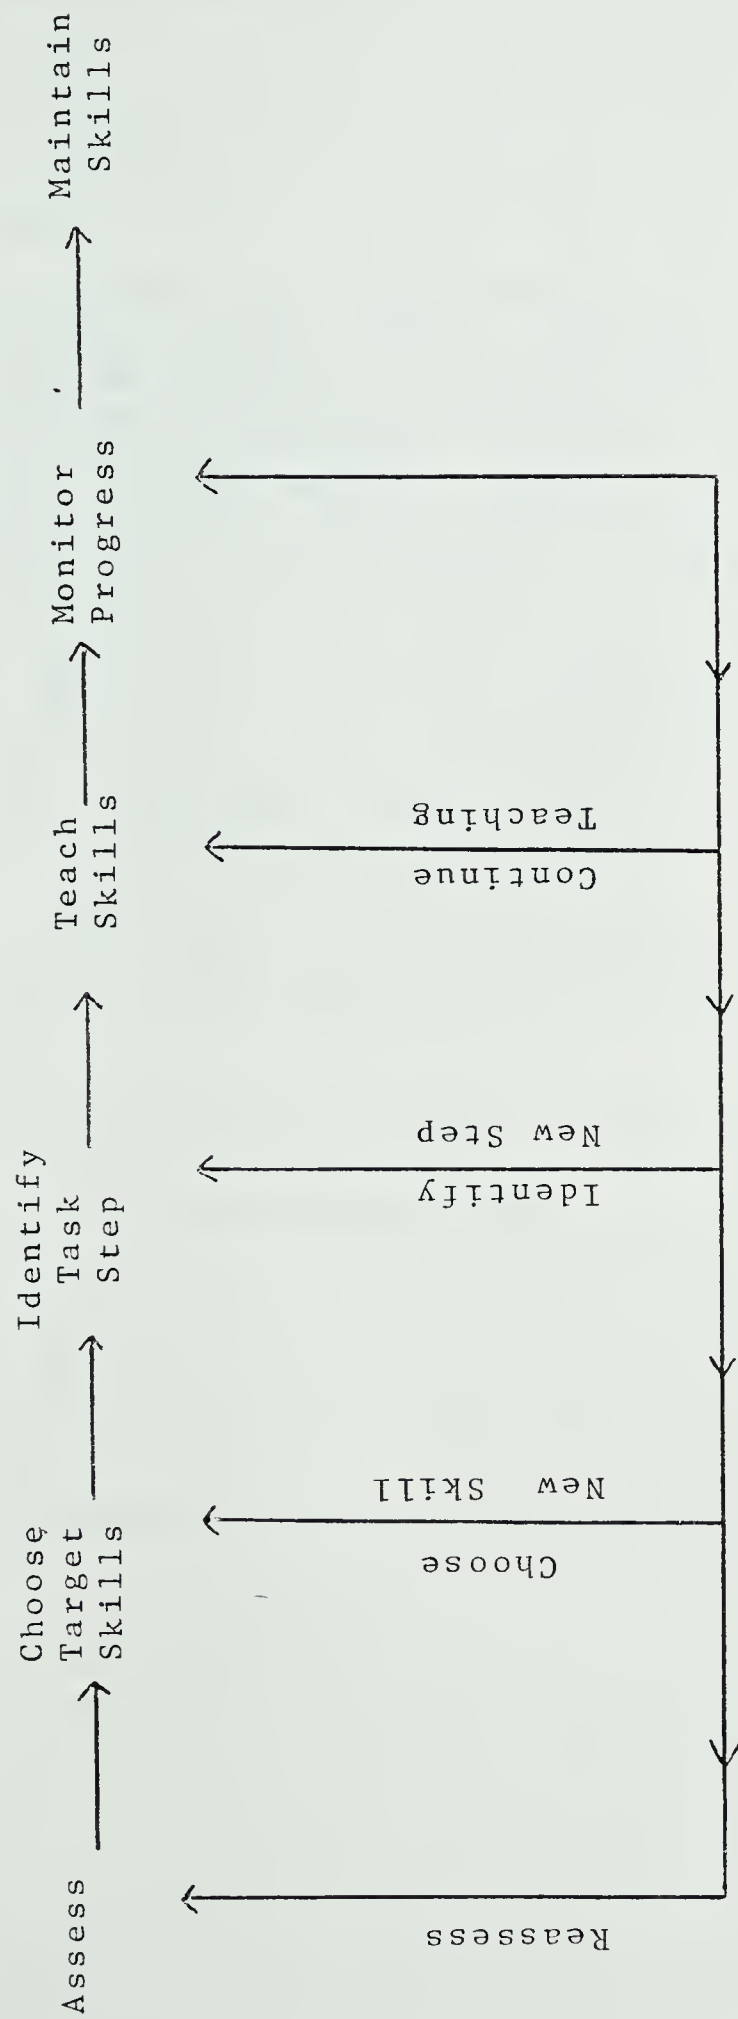 Assess
Choose
Target
Skills
Identify
Task
Step
Teach
Skills
Monitor
Progress
Maintain
Skills
Reassess
Choose
New Skill
Identify
New Step
Continue
Teaching